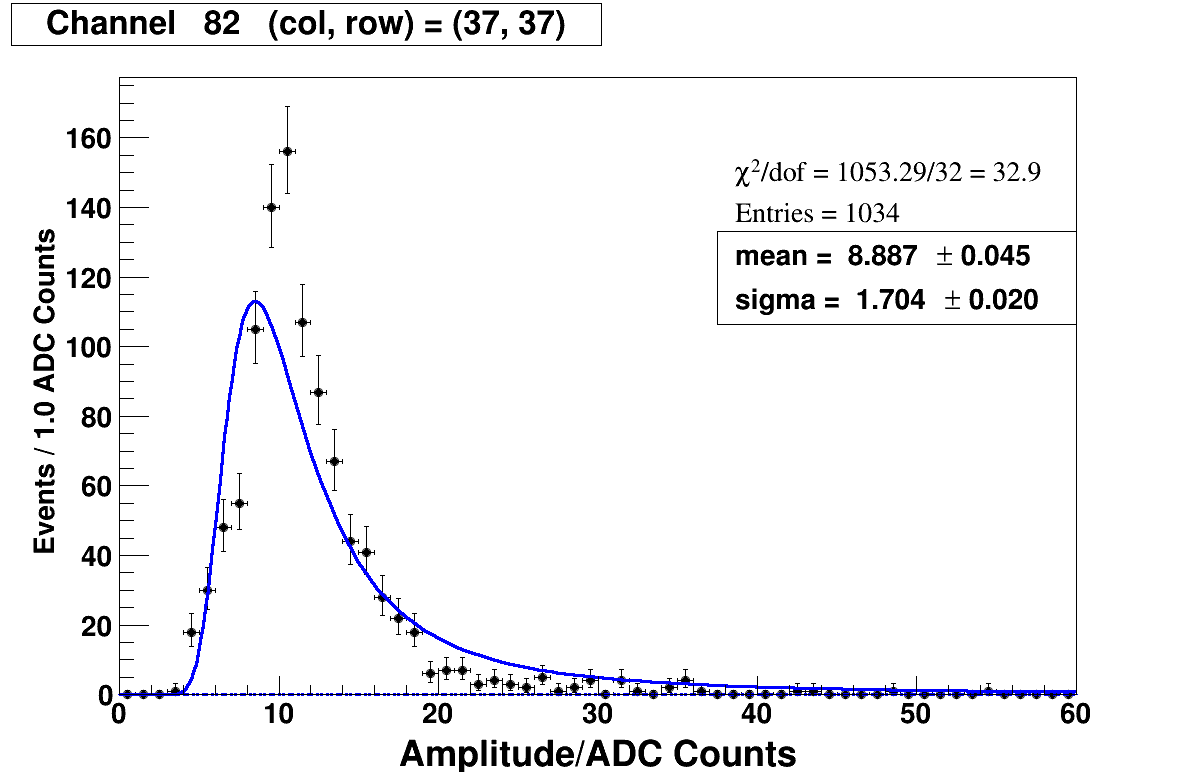 Channel 82 (col, row) = (37, 37)
χ²/dof = 1053.29/32 = 32.9
Entries = 1034
mean = 8.887 ± 0.045
sigma = 1.704 ± 0.020
Events / 1.0 ADC Counts
160
140
120
100
80
60
40
20
0
0 10 20 30 40 50 60
Amplitude/ADC Counts